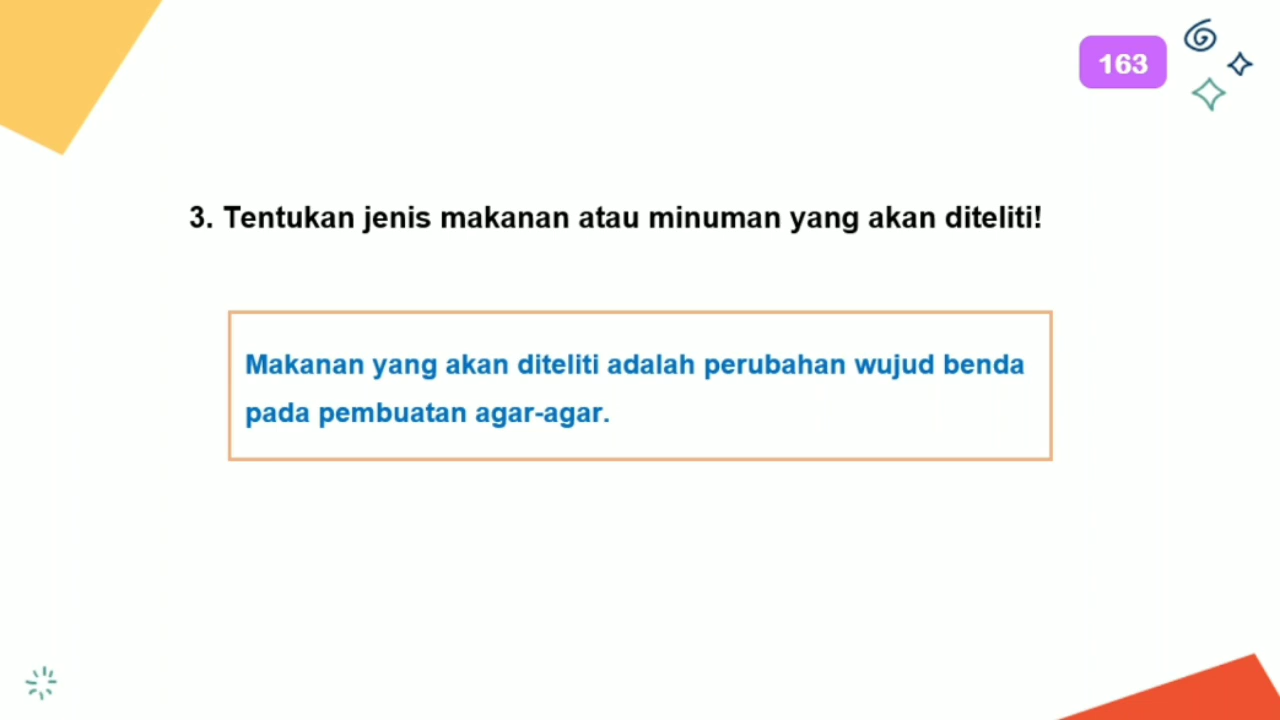 163
3. Tentukan jenis makanan atau minuman yang akan diteliti!
Makanan yang akan diteliti adalah perubahan wujud benda
pada pembuatan agar-agar.